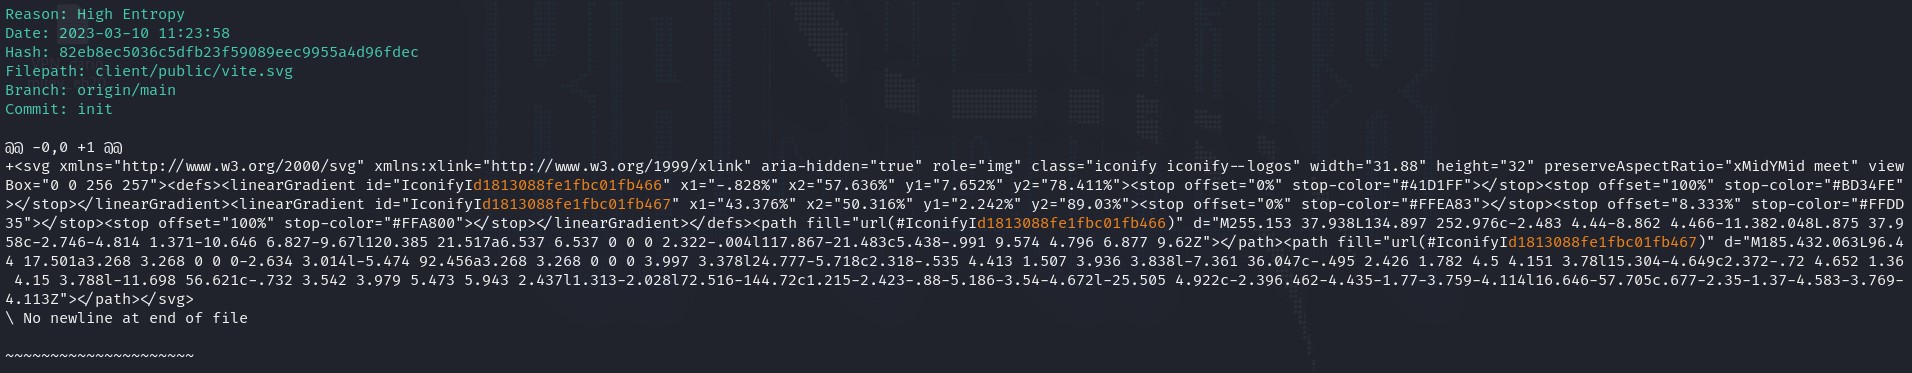 Reason: High Entropy
Date: 2023-03-10 11:23:58
Hash: 82eb8ec5036c5dfb23f59089eec9955a4d96fdec
Filepath: client/public/vite.svg
Branch: origin/main
Commit: init
@@ -0,0 +1 @@
+<svg xmlns="http://www.w3.org/2000/svg" xmlns:xlink="http://www.w3.org/1999/xlink" aria-hidden="true" role="img" class="iconify iconify--logos" width="31.88" height="32" preserveAspectRatio="xMidYMid meet" view
Box="0 0 256 257"><defs><linearGradient id="IconifyId1813088fe1fbc01fb466" x1="-.828%" x2="57.636%" y1="7.652%" y2="78.411%"><stop offset="0%" stop-color="#41D1FF"></stop><stop offset="100%" stop-color="#BD34FE"
></stop></linearGradient><linearGradient id="IconifyId1813088fe1fbc01fb467" x1="43.376%" x2="50.316%" y1="2.242%" y2="89.03%"><stop offset="0%" stop-color="#FFEA83"></stop><stop offset="8.333%" stop-color="#FFDD
35"></stop><stop offset="100%" stop-color="#FFA800"></stop></linearGradient></defs><path fill="url(#IconifyId1813088fe1fbc01fb466)" d="M255.153 37.938L134.897 252.976c-2.483 4.44-8.862 4.466-11.382.048L.875 37.9
58c-2.746-4.814 1.371-10.646 6.827-9.67l120.385 21.517a6.537 6.537 0 0 0 2.322-.004l117.867-21.483c5.438-.991 9.574 4.796 6.877 9.62Z"></path><path fill="url(#IconifyId1813088fe1fbc01fb467)" d="M185.432.063L96.4
4 17.501a3.268 3.268 0 0 0-2.634 3.014l-5.474 92.456a3.268 3.268 0 0 0 3.997 3.378l24.777-5.718c2.318-.535 4.413 1.507 3.936 3.838l-7.361 36.047c-.495 2.426 1.782 4.5 4.151 3.78l15.304-4.649c2.372-.72 4.652 1.36
 4.15 3.788l-11.698 56.621c-.732 3.542 3.979 5.473 5.943 2.437l1.313-2.028l72.516-144.72c1.215-2.423-.88-5.186-3.54-4.672l-25.505 4.922c-2.396.462-4.435-1.77-3.759-4.114l16.646-57.705c.677-2.35-1.37-4.583-3.769-
4.113Z"></path></svg>
\ No newline at end of file
~~~~~~~~~~~~~~~~~~~~~